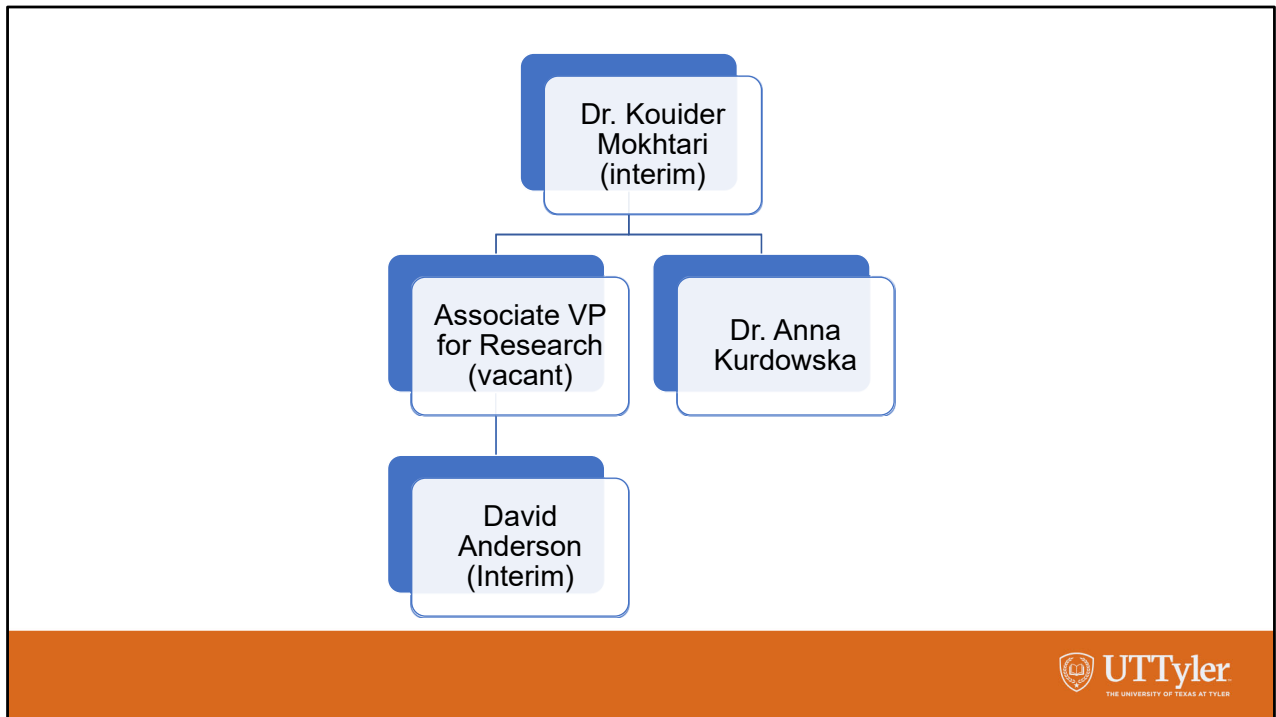 Dr. Kouider
Mokhtari
(interim)
Associate VP
for Research
(vacant)
Dr. Anna
Kurdowska
David
Anderson
(Interim)
UTTyler
THE UNIVERSITY OF TEXAS AT TYLER